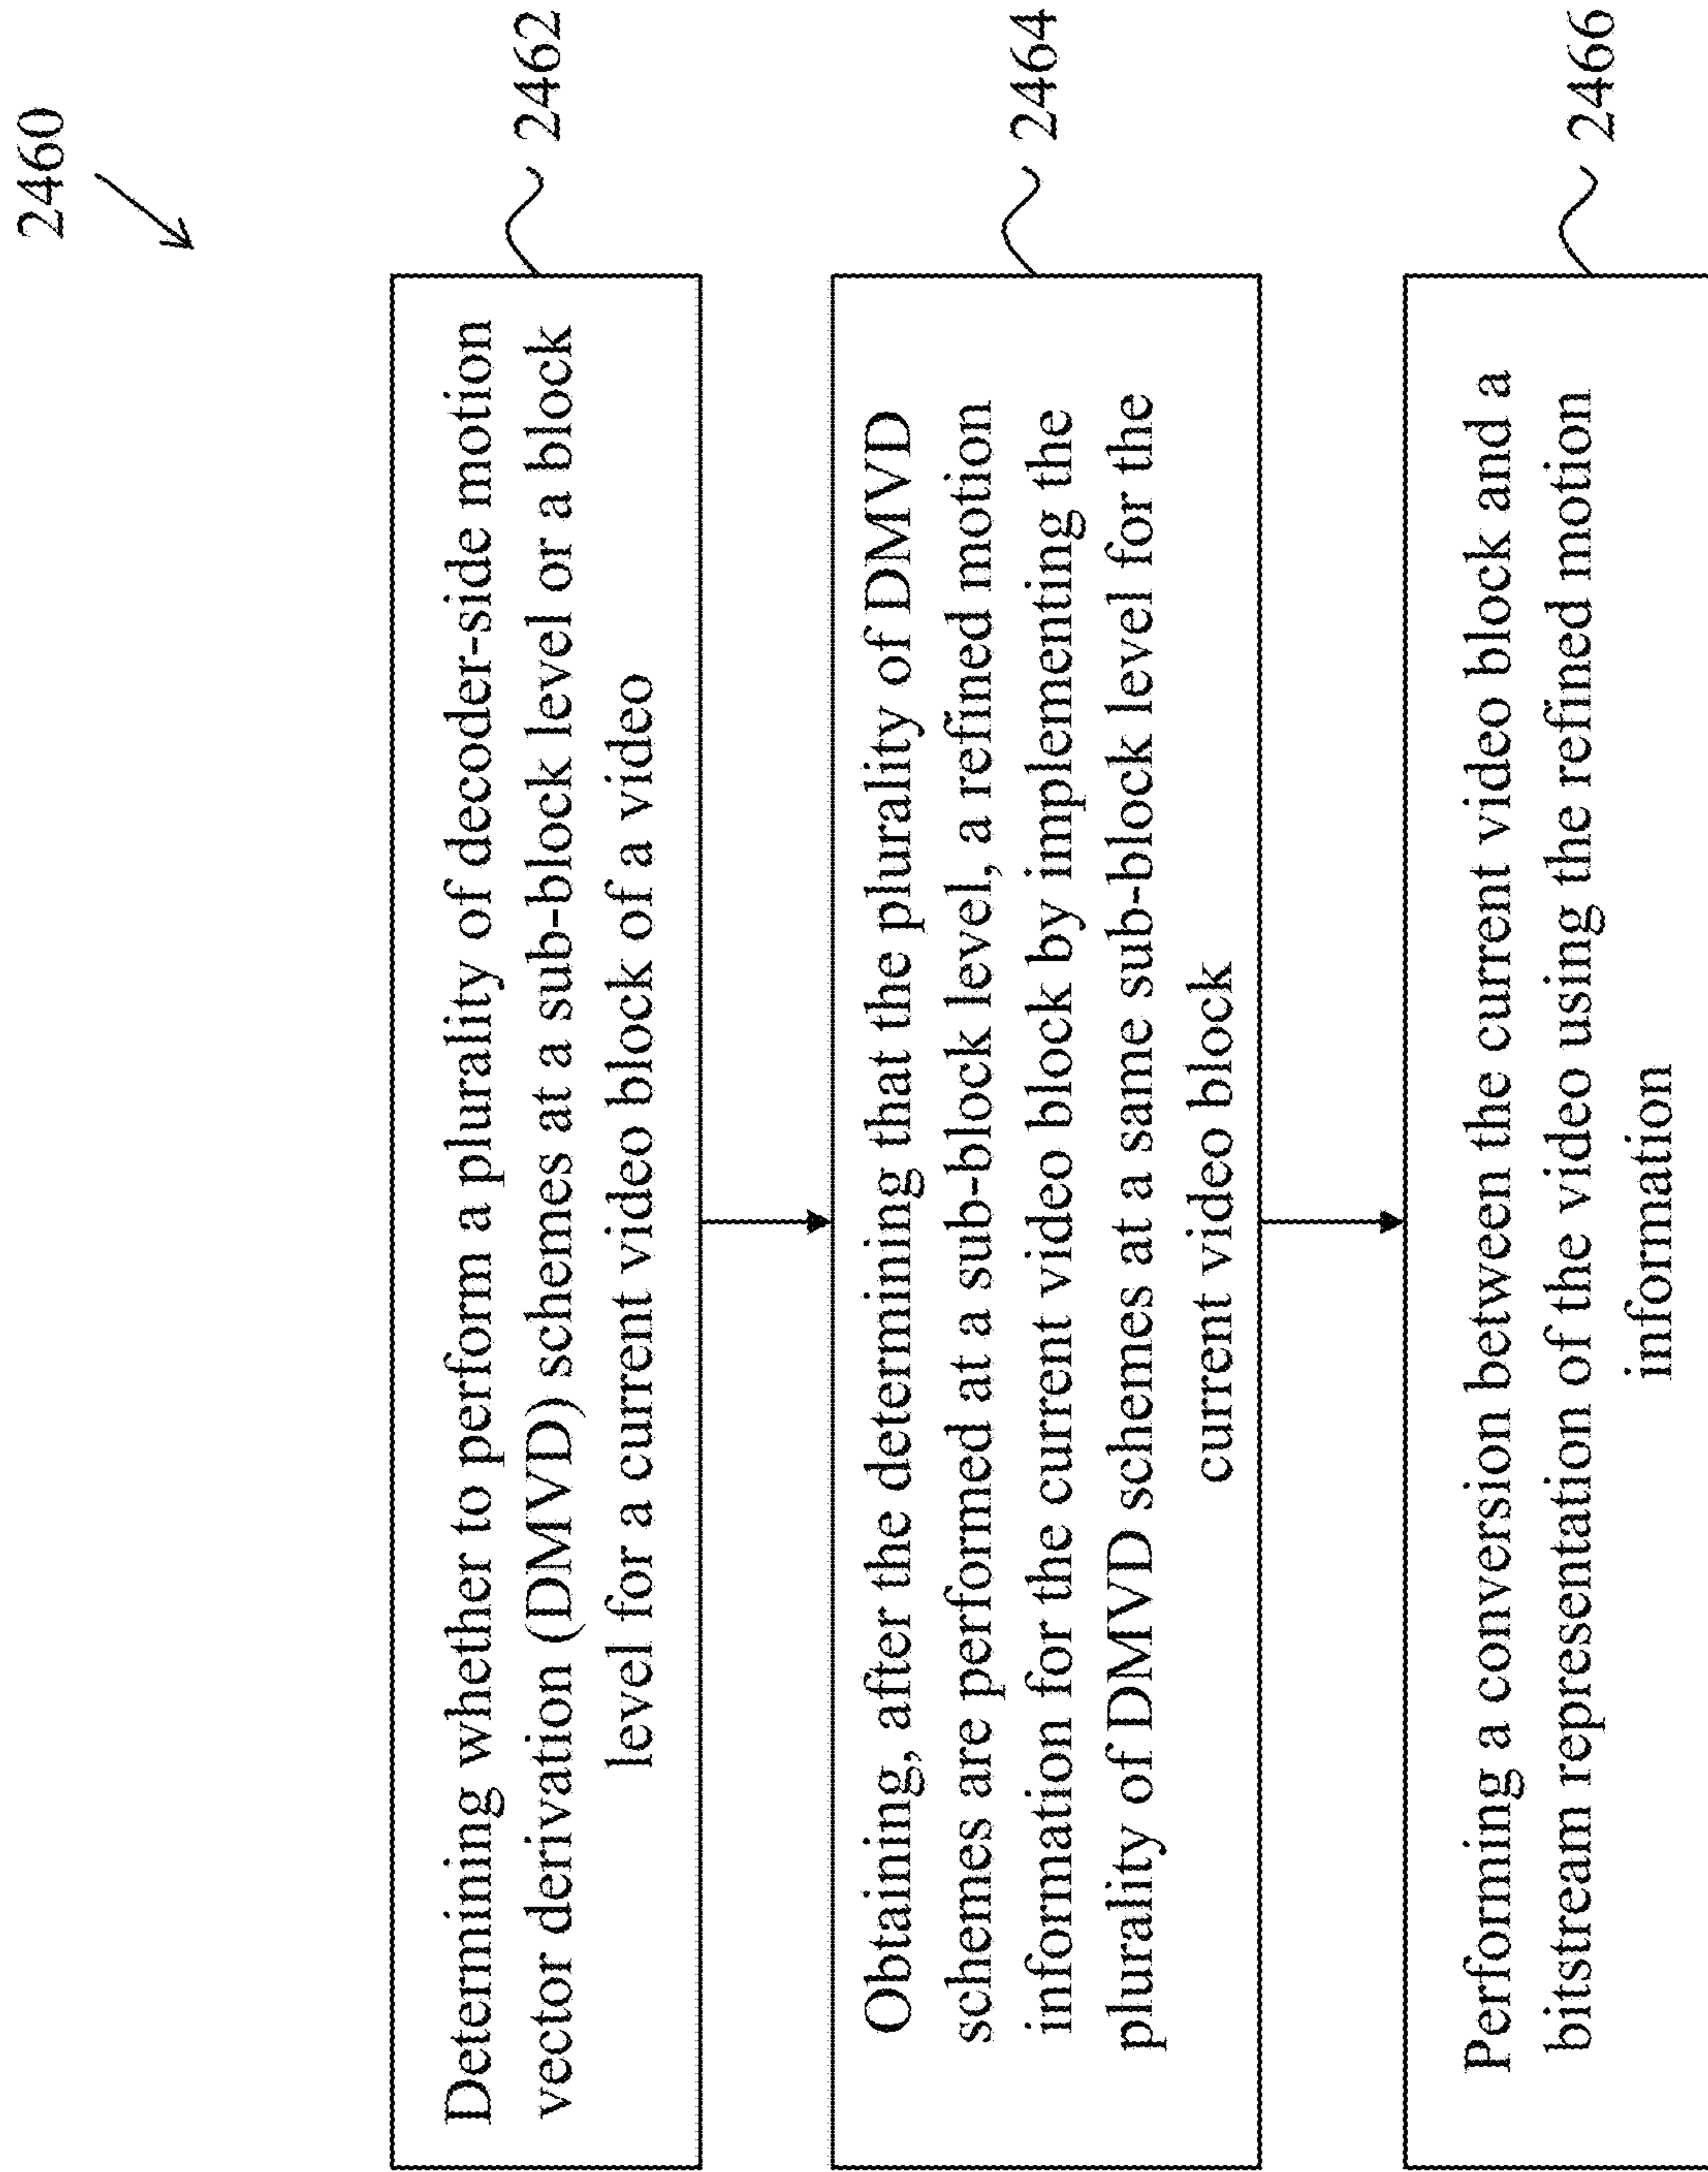 2460
Determining whether to perform a plurality of decoder-side motion
vector derivation (DMVD) schemes at a sub-block level or a block
level for a current video block of a video
2462
Obtaining, after the determining that the plurality of DMVD
schemes are performed at a sub-block level, a refined motion
information for the current video block by implementing the
plurality of DMVD schemes at a same sub-block level for the
current video block
2464
Performing a conversion between the current video block and a
bitstream representation of the video using the refined motion
information
2466